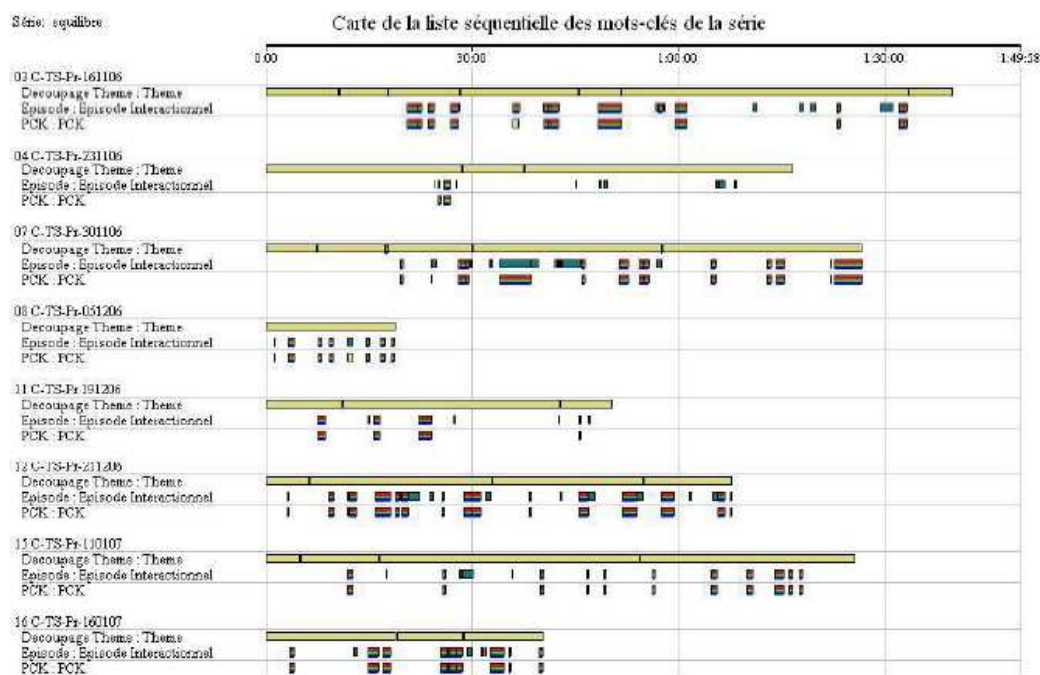 Série: equilibre
Carte de la liste séquentielle des mots-clés de la série
0:00 30:00 1:00:00 1:30:00 1:49:58
03 C-TS-Pr-161106
Decoupage Theme : Theme
Episode : Episode Interactionnel
PCK : PCK
04 C-TS-Pr-231106
Decoupage Theme : Theme
Episode : Episode Interactionnel
PCK : PCK
07 C-TS-Pr-301106
Decoupage Theme : Theme
Episode : Episode Interactionnel
PCK : PCK
08 C-TS-Pr-051206
Decoupage Theme : Theme
Episode : Episode Interactionnel
PCK : PCK
11 C-TS-Pr-191206
Decoupage Theme : Theme
Episode : Episode Interactionnel
PCK : PCK
12 C-TS-Pr-211206
Decoupage Theme : Theme
Episode : Episode Interactionnel
PCK : PCK
15 C-TS-Pr-110107
Decoupage Theme : Theme
Episode : Episode Interactionnel
PCK : PCK
16 C-TS-Pr-160107
Decoupage Theme : Theme
Episode : Episode Interactionnel
PCK : PCK